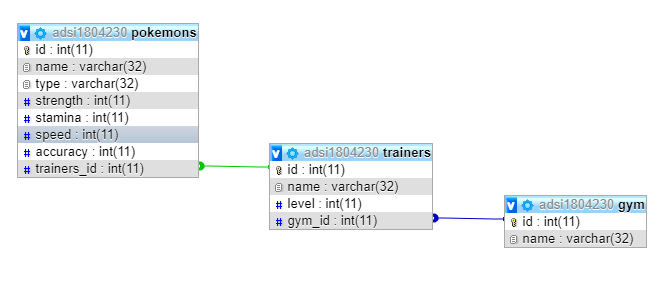 adsi1804230 pokemons
id : int(11)
name : varchar(32)
type : varchar(32)
strength : int(11)
stamina : int(11)
speed : int(11)
accuracy : int(11)
trainers_id : int(11)
adsi1804230 trainers
id : int(11)
name : varchar(32)
level : int(11)
gym_id : int(11)
adsi1804230 gym
id : int(11)
name : varchar(32)